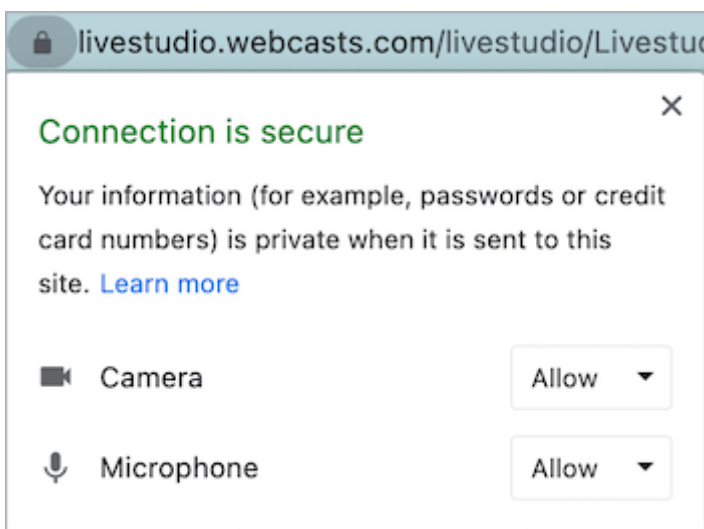 livestudio.webcasts.com/livestudio/Livestu
Connection is secure
Your information (for example, passwords or credit
card numbers) is private when it is sent to this
site. Learn more
Camera Allow
Microphone Allow